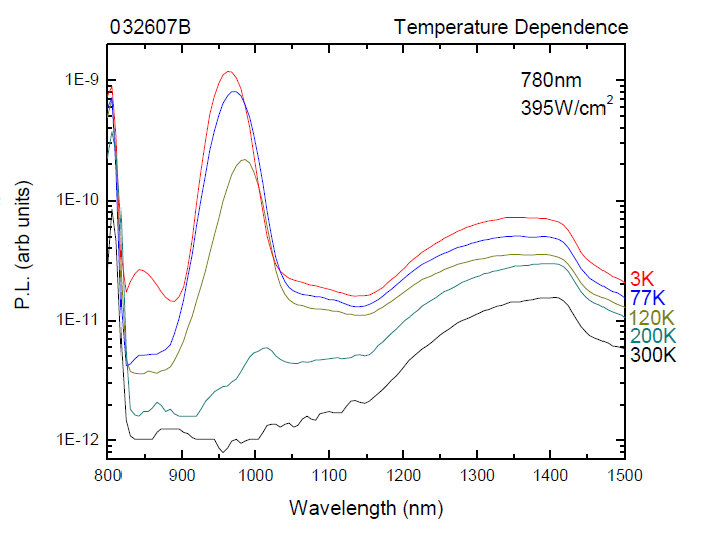 032607B
Temperature Dependence
780nm
395W/cm2
1E-9
1E-10
1E-11
1E-12
P.L. (arb units)
3K
77K
120K
200K
300K
800 900 1000 1100 1200 1300 1400 1500
Wavelength (nm)